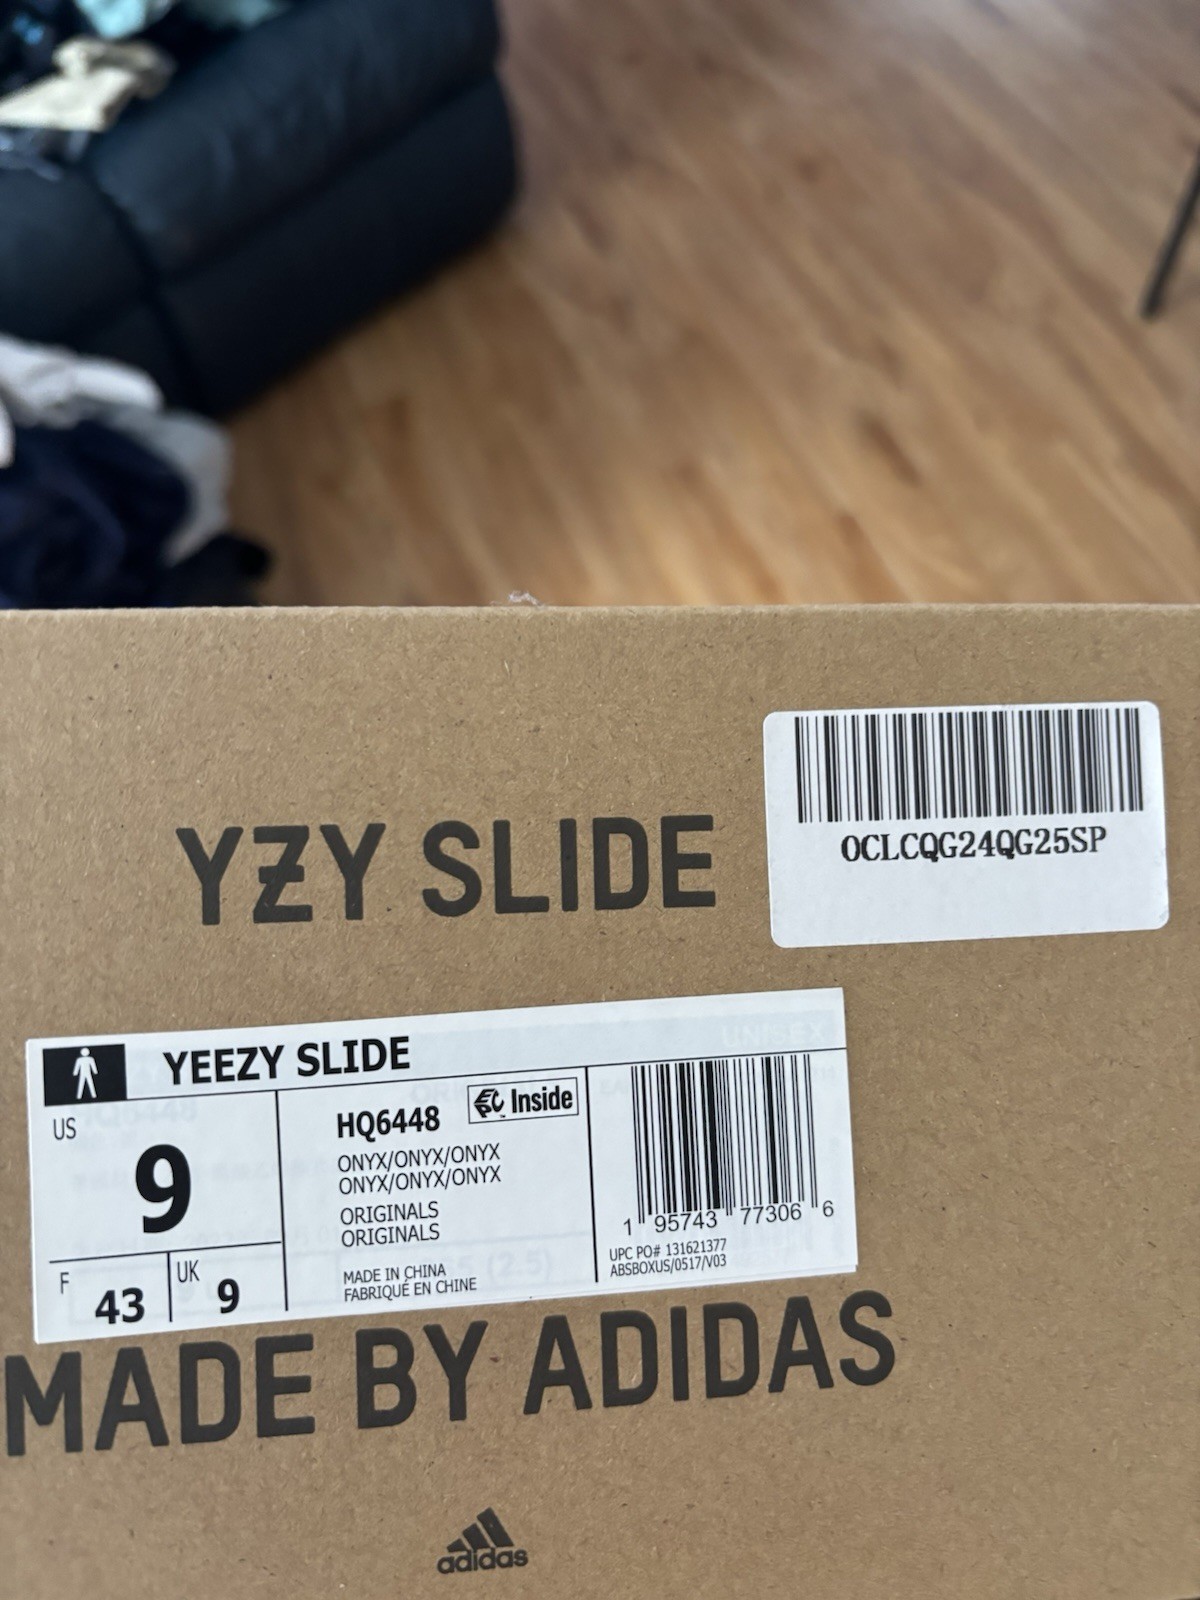 OCLCQG24QG25SP
YZY SLIDE
YEEZY SLIDE
UNISEX
US
9
F 43
UK 9
HQ6448
Inside
ONYX/ONYX/ONYX
ONYX/ONYX/ONYX
ORIGINALS
ORIGINALS
MADE IN CHINA
FABRIQUÉ EN CHINE
1 95743 77306 6
UPC PO# 131621377
ABSBOXUS/0517/V03
MADE BY ADIDAS
adidas